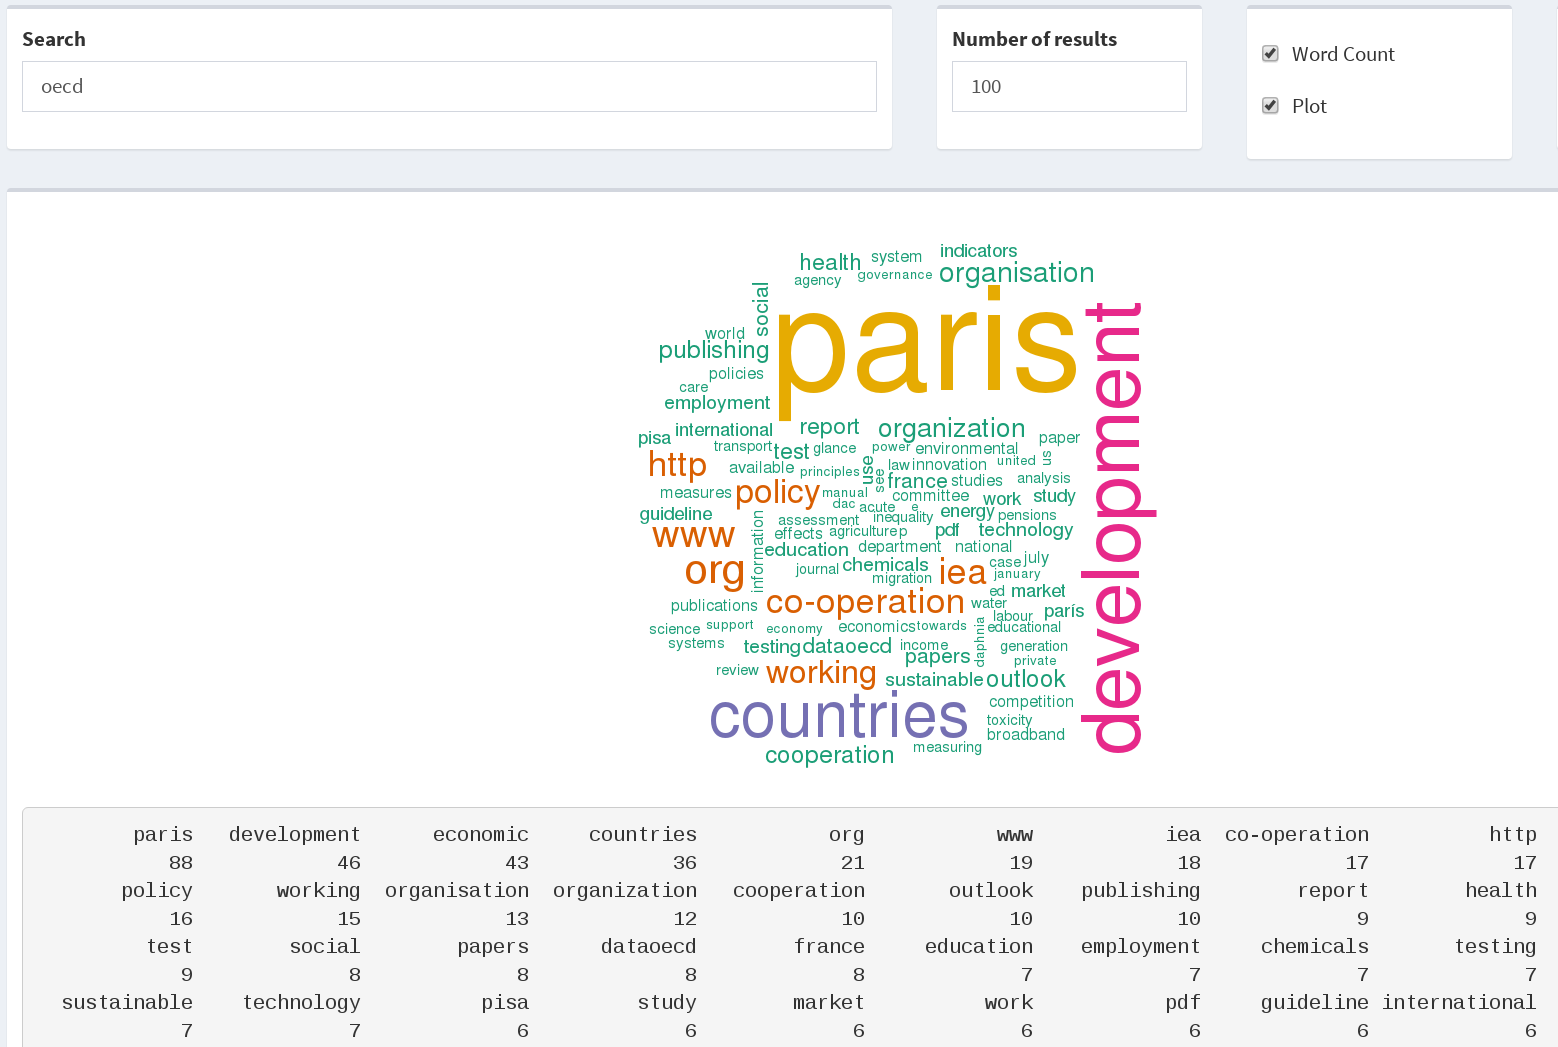 Search
oecd
Number of results
100
Word Count
Plot
health
system
indicators
agency
governance
organisation
social
paris
development
world
publishing
policies
care
employment
pisa
international
report
organization
paper
transport
test
glance
power
environmental
us
http
available
principles
use
see
law
innovation
united
measures
policy
manual
france
studies
analysis
dac
committee
work
study
guideline
acute
e
energy
pensions
www
assessment
inequality
information
effects
agriculture
p
pdf
technology
education
department
national
org
journal
chemicals
iea
case
july
migration
january
co-operation
ed
market
publications
water
parís
labour
science
support
economy
economics
towards
educational
systems
testing
dataoecd
income
daphnia
generation
papers
private
review
working
sustainable
outlook
countries
competition
toxicity
broadband
cooperation
measuring
paris development economic countries org www iea co-operation http
88 46 43 36 21 19 18 17 17
policy working organisation organization cooperation outlook publishing report health
16 15 13 12 10 10 10 9 9
test social papers dataoecd france education employment chemicals testing
9 8 8 8 8 7 7 7 7
sustainable technology pisa study market work pdf guideline international
7 7 6 6 6 6 6 6 6